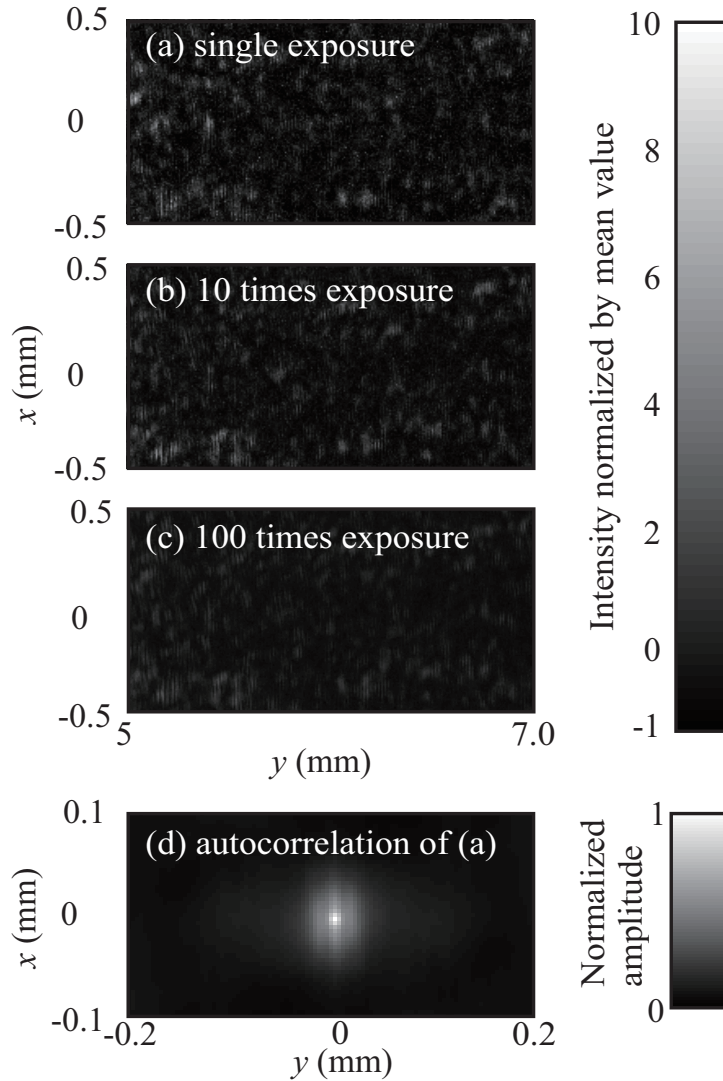 0.5
(a) single exposure
0
-0.5
0.5
(b) 10 times exposure
0
-0.5
x (mm)
0.5
(c) 100 times exposure
0
-0.5
5
7.0
y (mm)
Intensity normalized by mean value
10
8
6
4
2
0
-1
0.1
(d) autocorrelation of (a)
x (mm)
0
-0.1
-0.2
0
0.2
y (mm)
Normalized
amplitude
1
0